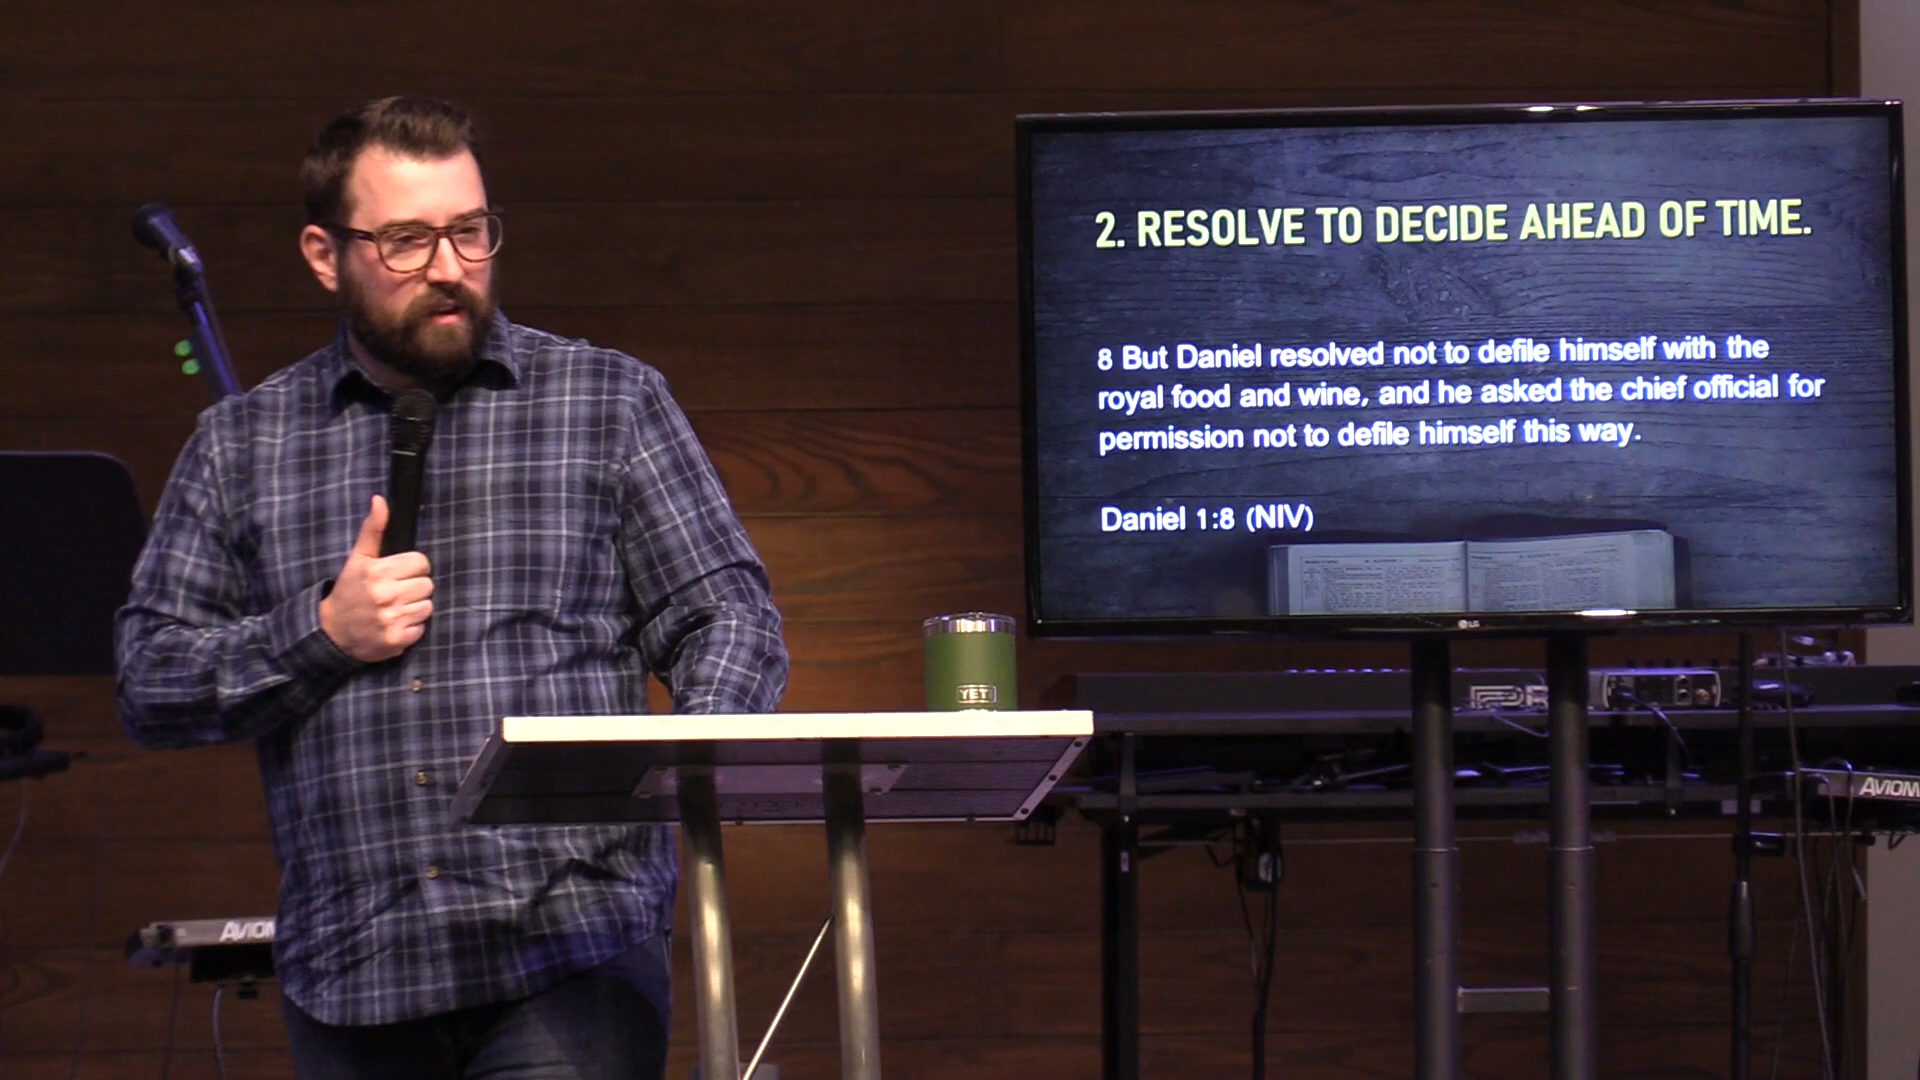 2. RESOLVE TO DECIDE AHEAD OF TIME.
8 But Daniel resolved not to defile himself with the
royal food and wine, and he asked the chief official for
permission not to defile himself this way.
Daniel 1:8 (NIV)
LG
YETI
AVIOM
AVIOM